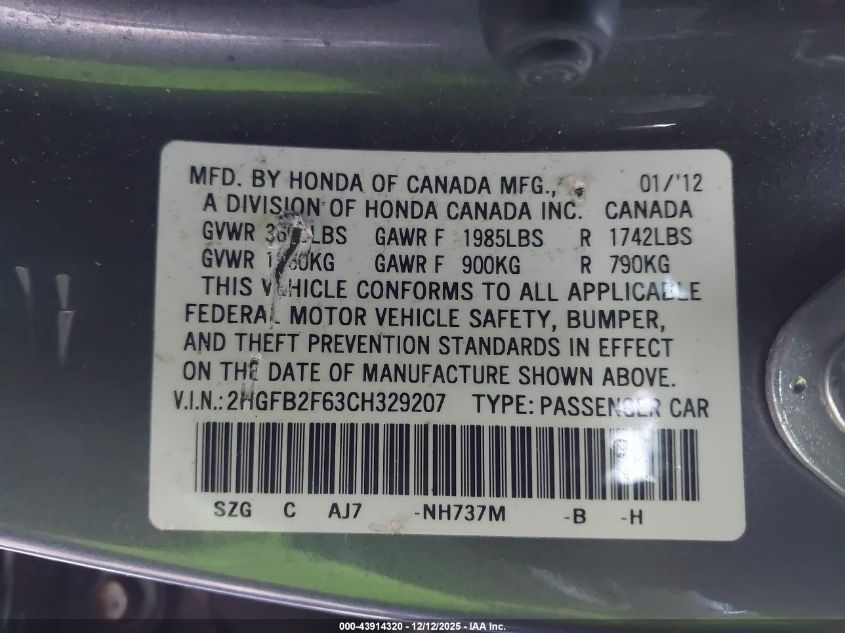 MFD. BY HONDA OF CANADA MFG., 01/'12
A DIVISION OF HONDA CANADA INC. CANADA
GVWR GAWR F 1985LBS R 1742LBS
GVWR GAWR F 900KG R 790KG
THIS VEHICLE CONFORMS TO ALL APPLICABLE
FEDERAL MOTOR VEHICLE SAFETY, BUMPER,
AND THEFT PREVENTION STANDARDS IN EFFECT
ON THE DATE OF MANUFACTURE SHOWN ABOVE.
V.I.N.: 2HGFB2F63CH329207 TYPE: PASSENGER CAR
SZG C AJ7 -NH737M -B -H
000-43914320 - 12/12/2025 - IAA Inc.